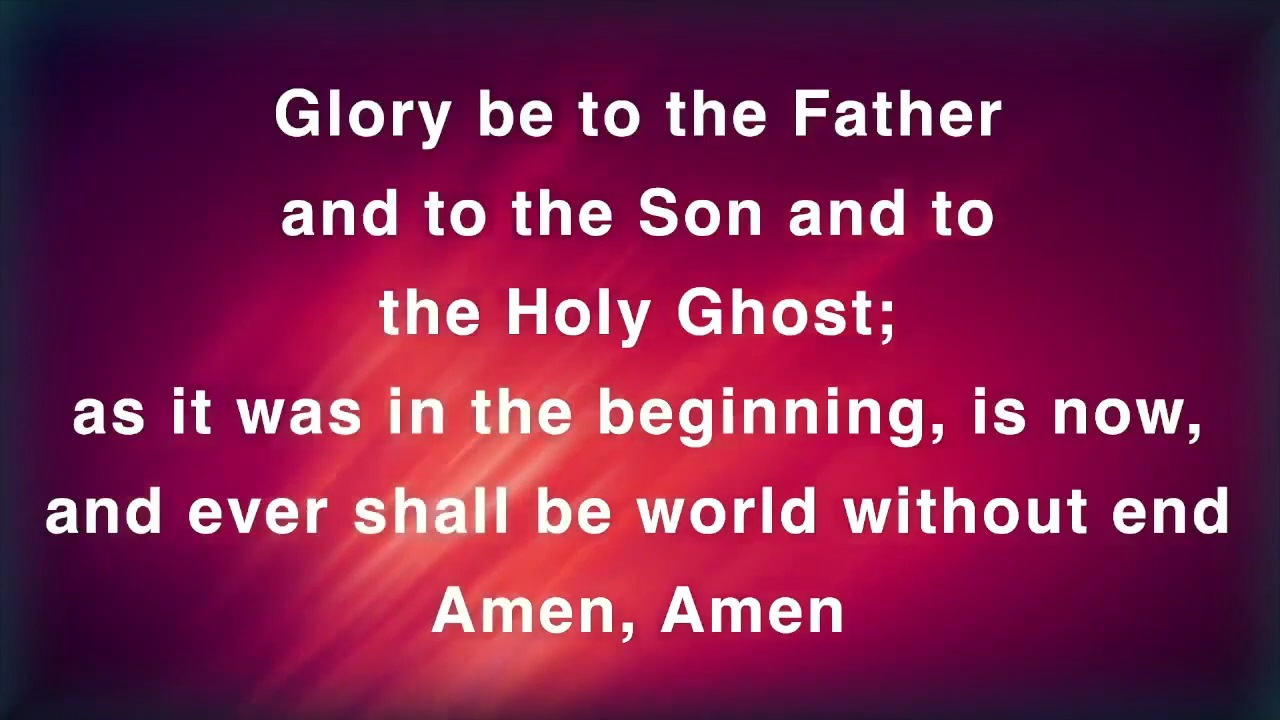 Glory be to the Father
and to the Son and to
the Holy Ghost;
as it was in the beginning, is now,
and ever shall be world without end
Amen, Amen